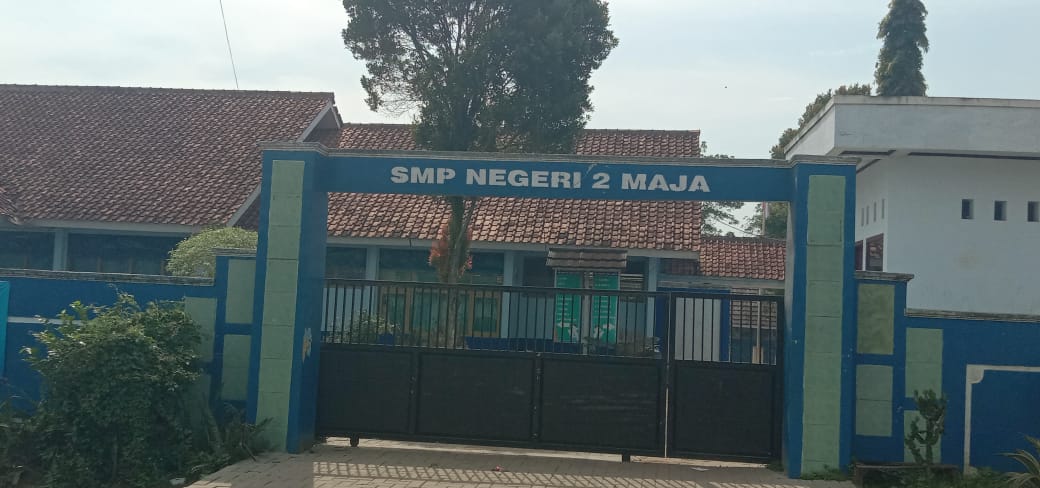 SMP NEGERI 2 MAJA